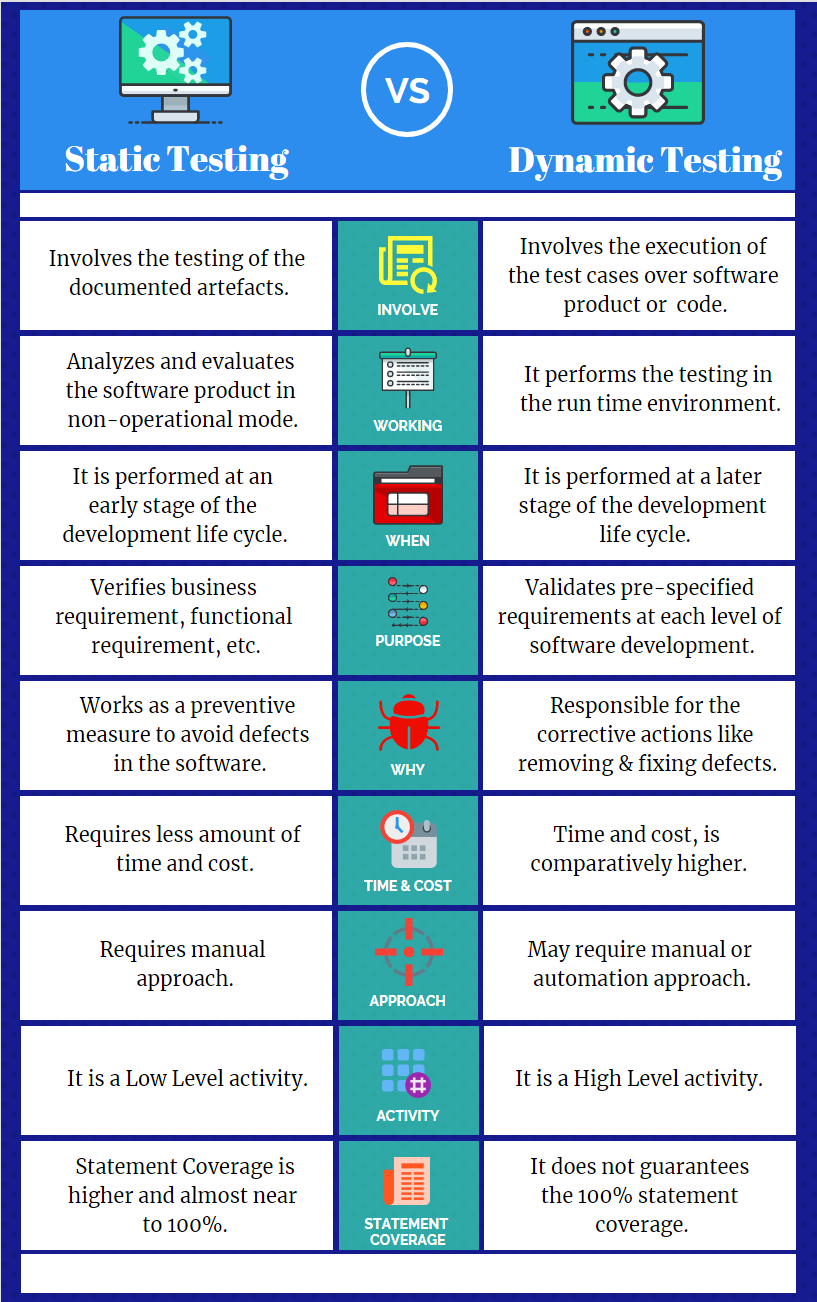 VS
Static Testing
Dynamic Testing
Involves the testing of the
documented artefacts.
INVOLVE
Involves the execution of
the test cases over software
product or code.
Analyzes and evaluates
the software product in
non-operational mode.
WORKING
It performs the testing in
the run time environment.
It is performed at an
early stage of the
development life cycle.
WHEN
It is performed at a later
stage of the development
life cycle.
Verifies business
requirement, functional
requirement, etc.
PURPOSE
Validates pre-specified
requirements at each level of
software development.
Works as a preventive
measure to avoid defects
in the software.
WHY
Responsible for the
corrective actions like
removing & fixing defects.
Requires less amount of
time and cost.
TIME & COST
Time and cost, is
comparatively higher.
Requires manual
approach.
APPROACH
May require manual or
automation approach.
It is a Low Level activity.
ACTIVITY
It is a High Level activity.
Statement Coverage is
higher and almost near
to 100%.
STATEMENT
COVERAGE
It does not guarantees
the 100% statement
coverage.